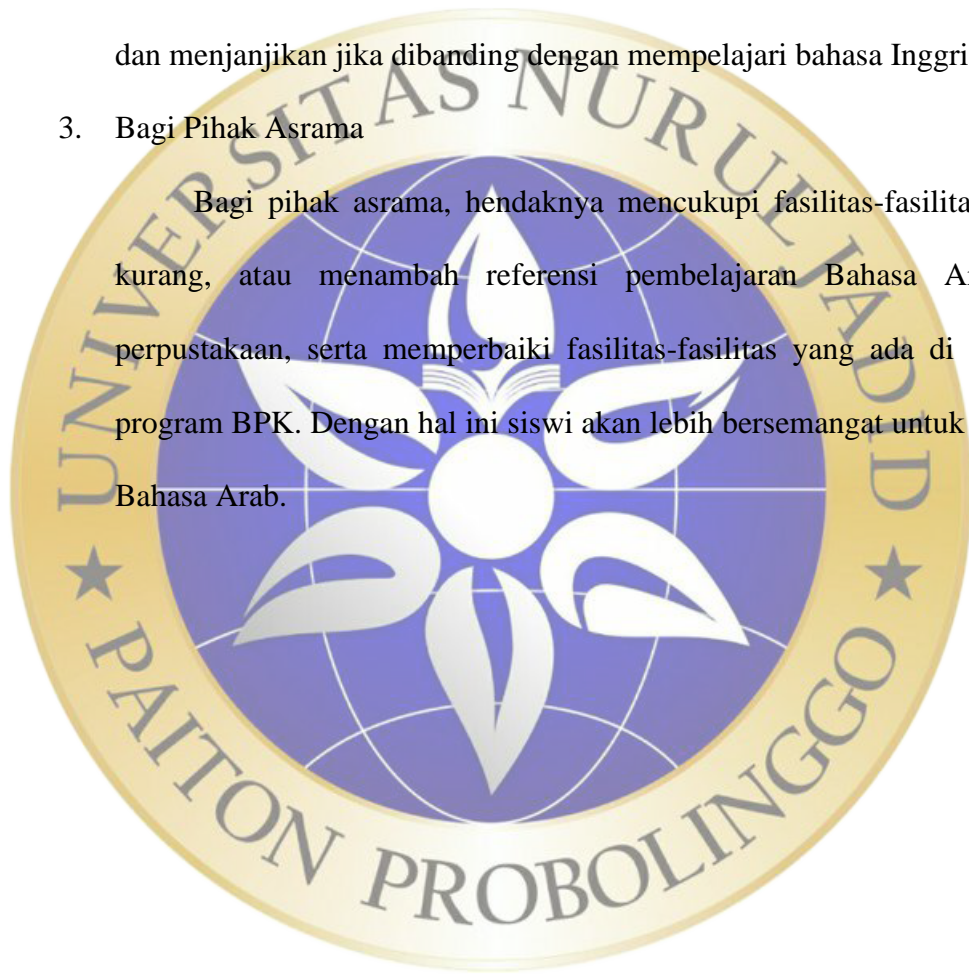 dan menjanjikan jika dibanding dengan mempelajari bahasa Inggri
3. Bagi Pihak Asrama
Bagi pihak asrama, hendaknya mencukupi fasilitas-fasilita
kurang, atau menambah referensi pembelajaran Bahasa A
perpustakaan, serta memperbaiki fasilitas-fasilitas yang ada di
program BPK. Dengan hal ini siswi akan lebih bersemangat untuk
Bahasa Arab.
UNIVERSITAS NURUL JADID
★ PAITON PROBOLINGGO ★